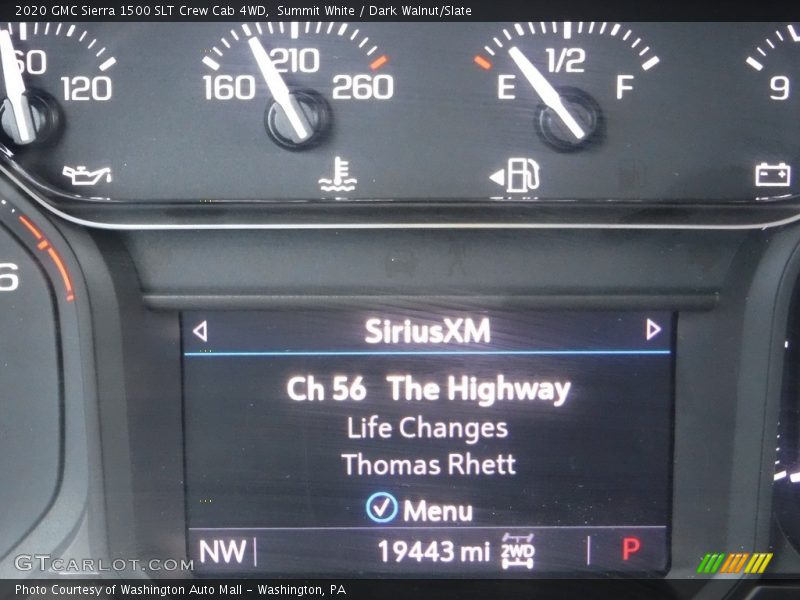 2020 GMC Sierra 1500 SLT Crew Cab 4WD, Summit White / Dark Walnut/Slate
60 120
160 210 260
E 1/2 F
9
6
SiriusXM
Ch 56 The Highway
Life Changes
Thomas Rhett
Menu
NW 19443 mi 2WD P
GTCARLOT.COM
Photo Courtesy of Washington Auto Mall - Washington, PA